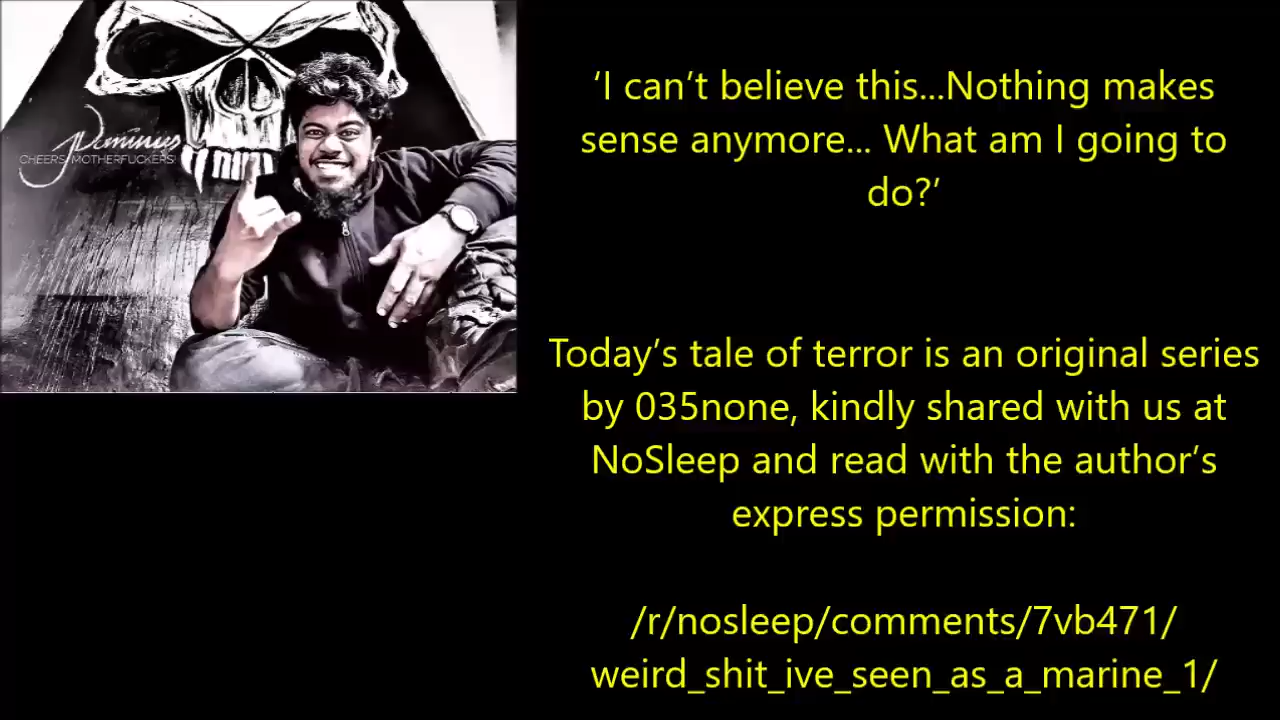 Dominus
CHEERS MOTHERFUCKERS!
‘I can’t believe this...Nothing makes
sense anymore... What am I going to
do?’
Today’s tale of terror is an original series
by 035none, kindly shared with us at
NoSleep and read with the author’s
express permission:
/r/nosleep/comments/7vb471/
weird_shit_ive_seen_as_a_marine_1/